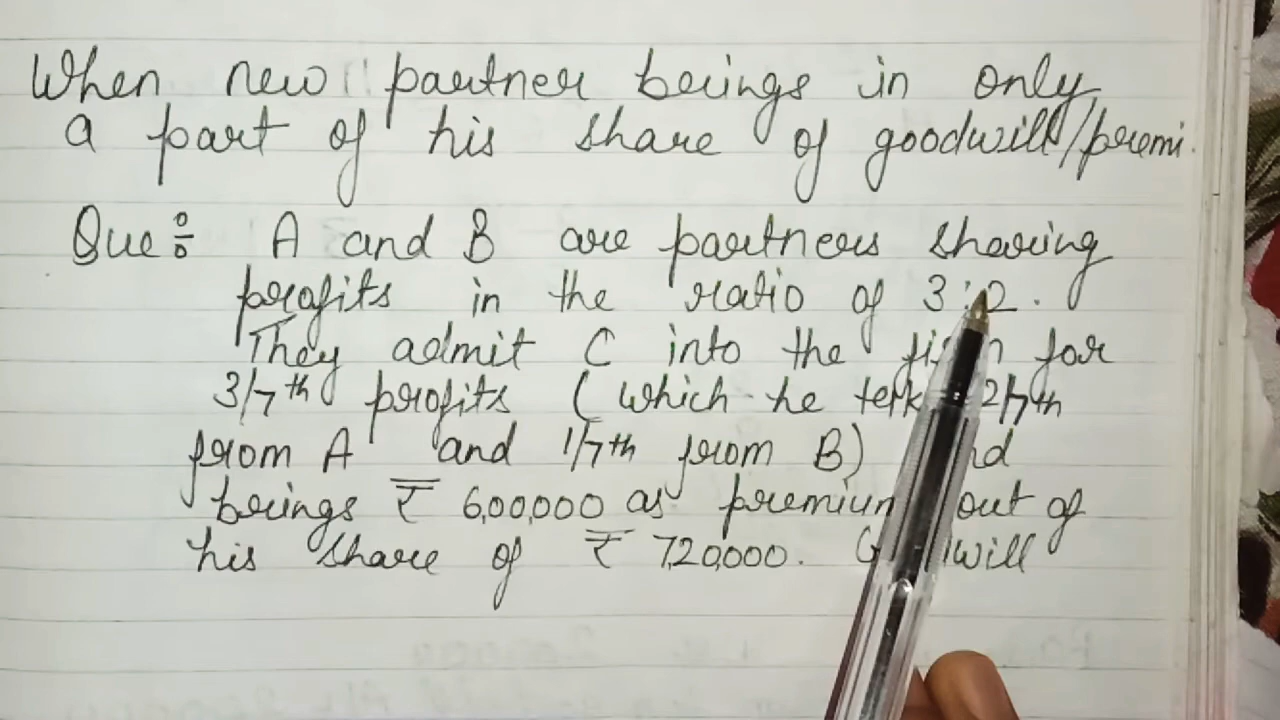 When new partner brings in only
a part of his share of goodwill/premi.
Que: A and B are partners sharing
profits in the ratio of 3:2.
They admit C into the for
3/7th profits (which he 2/7th
from A and 1/7th from B)
brings ₹ 6,00,000 as premium out of
his share of ₹ 7,20,000.